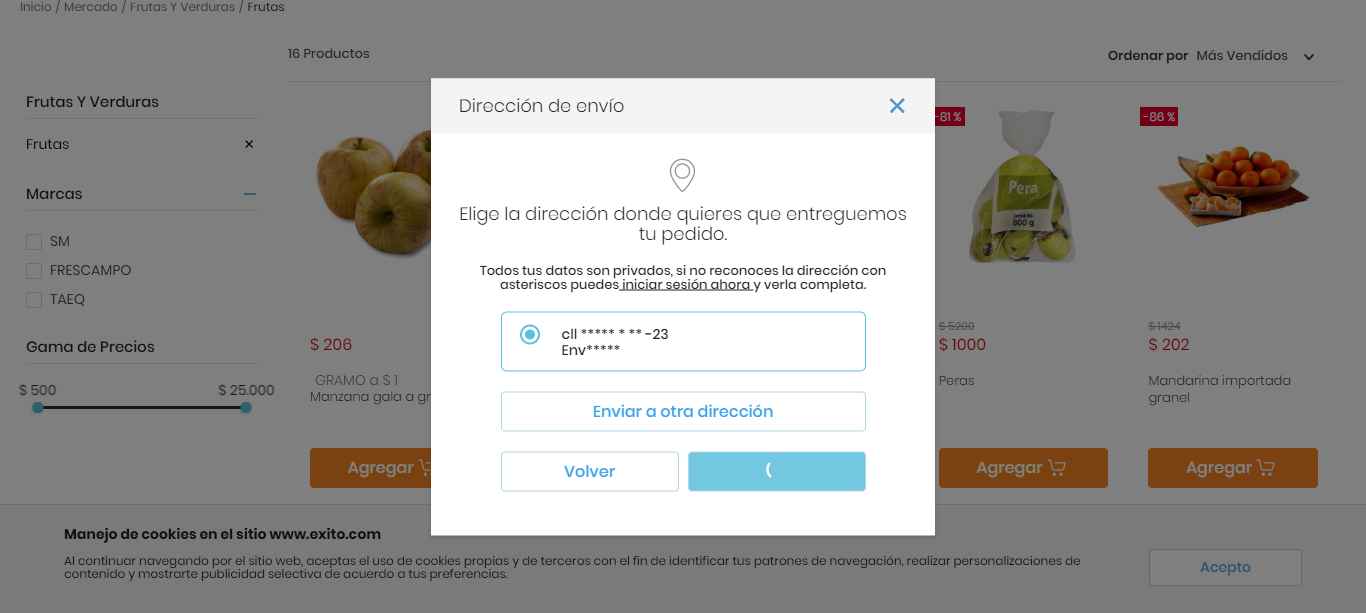 Inicio / Mercado / Frutas Y Verduras / Frutas
16 Productos
Ordenar por Más Vendidos
Frutas Y Verduras
Frutas
Marcas
SM
FRESCAMPO
TAEQ
Gama de Precios
$ 500 $ 25.000
Dirección de envío
Elige la dirección donde quieres que entreguemos
tu pedido.
Todos tus datos son privados, si no reconoces la dirección con
asteriscos puedes iniciar sesión ahora y verla completa.
cll ***** * ** -23
Env*****
Enviar a otra dirección
Volver
$ 206
GRAMO a $ 1
Manzana gala a gr
Agregar
-81 %
Pera
600 g
$ 5200
$ 1000
Peras
Agregar
-86 %
$ 1424
$ 202
Mandarina importada
granel
Agregar
Manejo de cookies en el sitio www.exito.com
Al continuar navegando por el sitio web, aceptas el uso de cookies propias y de terceros con el fin de identificar tus patrones de navegación, realizar personalizaciones de
contenido y mostrarte publicidad selectiva de acuerdo a tus preferencias.
Acepto